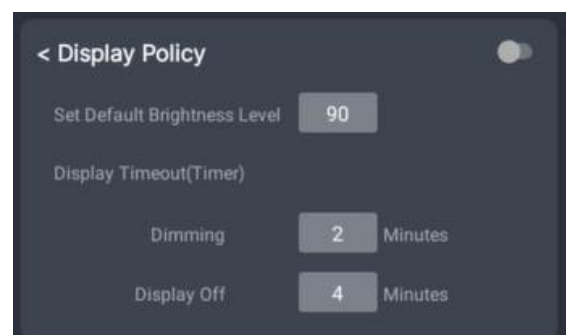 < Display Policy
Set Default Brightness Level 90
Display Timeout(Timer)
Dimming 2 Minutes
Display Off 4 Minutes